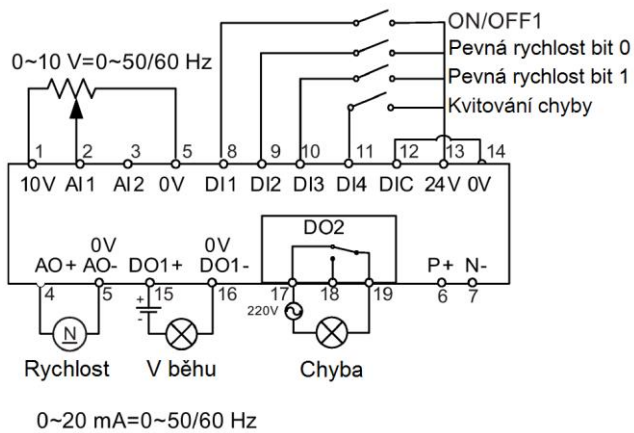 ON/OFF1
Pevná rychlost bit 0
0~10 V=0~50/60 Hz
Pevná rychlost bit 1
Kvitování chyby
1 2 3 5 8 9 10 11 12 13 14
10V AI1 AI2 0V DI1 DI2 DI3 DI4 DIC 24V 0V
DO2
0V 0V
AO+ AO- DO1+ DO1- P+ N-
4 5 15 16 17 18 19 6 7
+
-
220V
N
Rychlost V běhu Chyba
0~20 mA=0~50/60 Hz